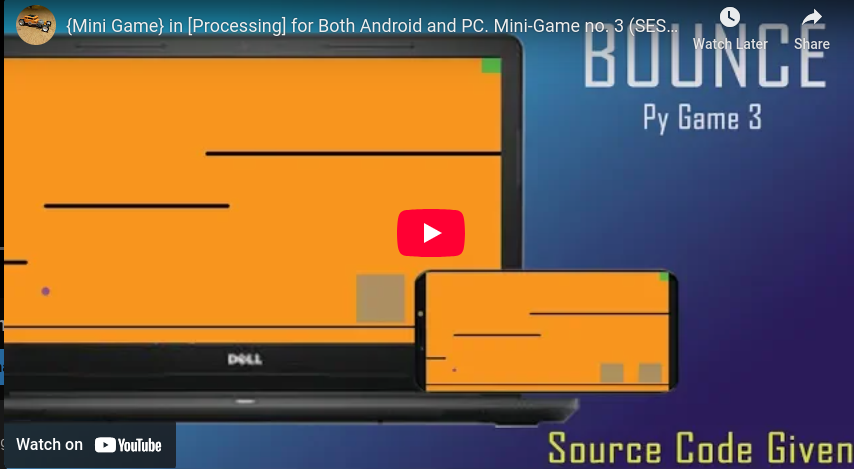 {Mini Game} in [Processing] for Both Android and PC. Mini-Game no. 3 (SES…
Watch Later
Share
BOUNCE
Py Game 3
DELL
Source Code Given
Watch on YouTube